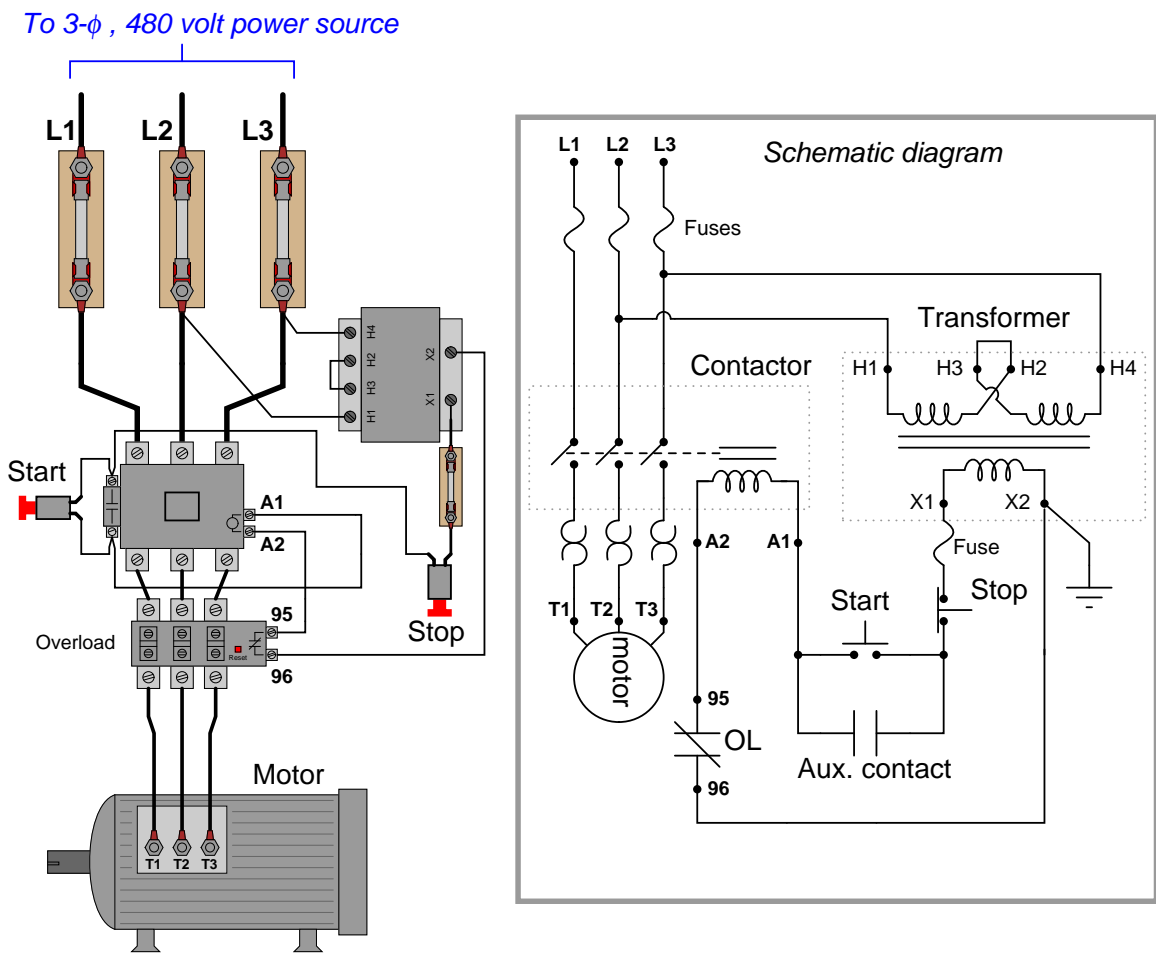 To 3-ϕ , 480 volt power source
L1 L2 L3
H4
H2
H3
H1
X2
X1
Start
A1
A2
Stop
95
Overload
Reset
96
Motor
T1 T2 T3
Schematic diagram
L1 L2 L3
Fuses
Transformer
Contactor
H1 H3 H2 H4
X1 X2
Fuse
A2 A1
Start Stop
T1 T2 T3
motor
95
OL
Aux. contact
96